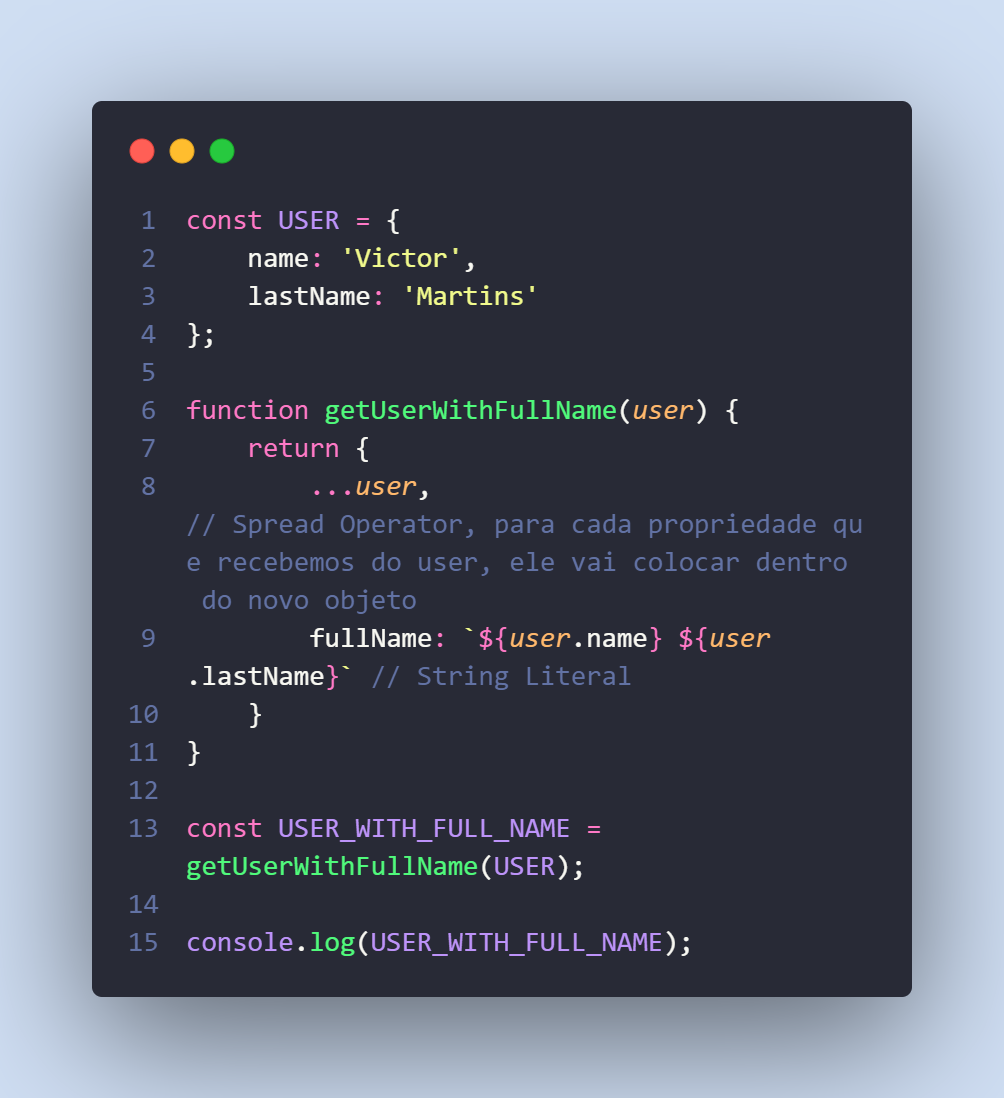 1 const USER = {
2     name: 'Victor',
3     lastName: 'Martins'
4 };
5
6 function getUserWithFullName(user) {
7     return {
8         ...user,
// Spread Operator, para cada propriedade qu
e recebemos do user, ele vai colocar dentro
 do novo objeto
9         fullName: `${user.name} ${user
.lastName}` // String Literal
10     }
11 }
12
13 const USER_WITH_FULL_NAME =
getUserWithFullName(USER);
14
15 console.log(USER_WITH_FULL_NAME);